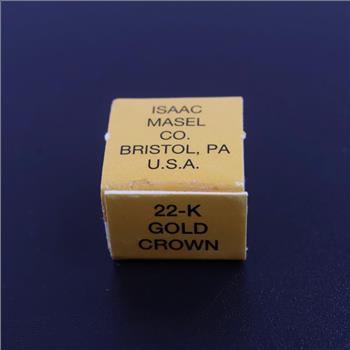 ISAAC
MASEL
CO.
BRISTOL, PA
U.S.A.
22-K
GOLD
CROWN